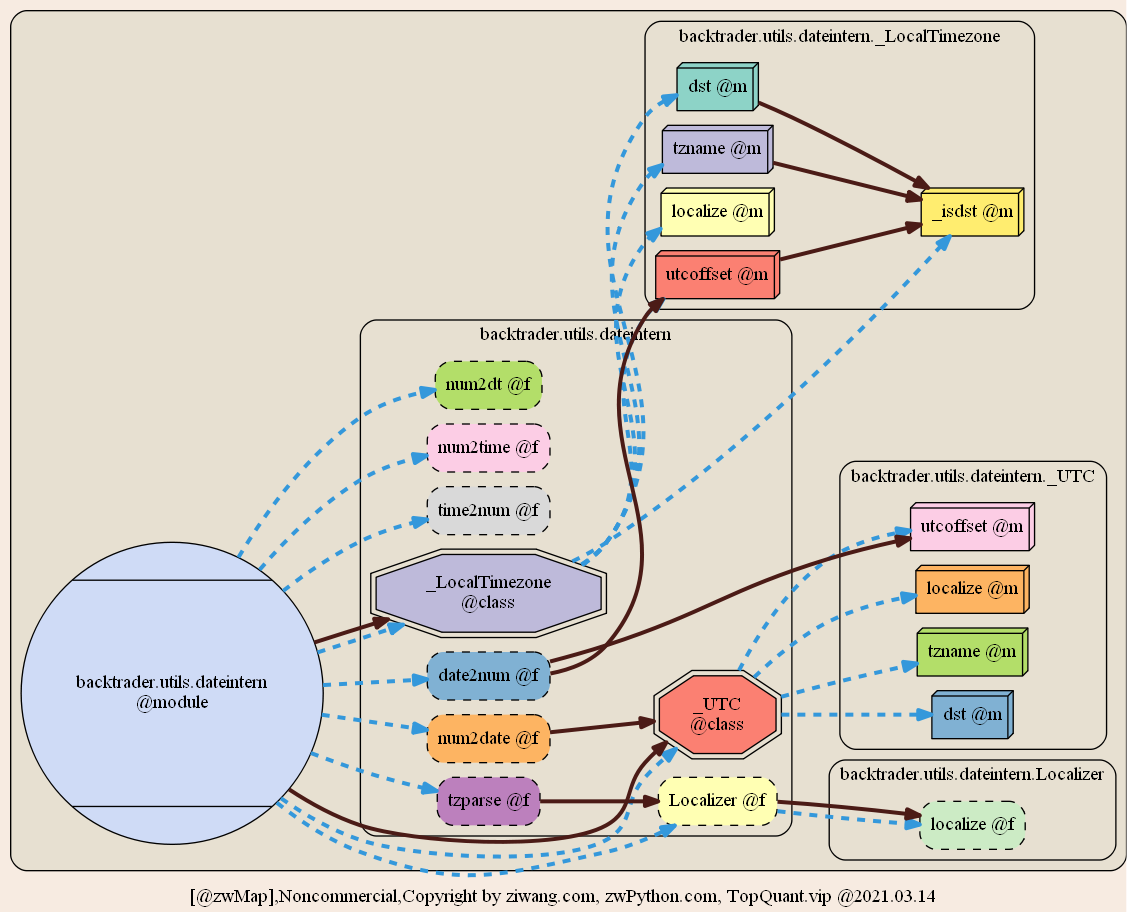 backtrader.utils.dateintern._LocalTimezone
dst @m
tzname @m
localize @m
_isdst @m
utcoffset @m
backtrader.utils.dateintern
num2dt @f
num2time @f
time2num @f
_LocalTimezone
@class
date2num @f
num2date @f
tzparse @f
_UTC
@class
Localizer @f
backtrader.utils.dateintern
@module
backtrader.utils.dateintern._UTC
utcoffset @m
localize @m
tzname @m
dst @m
backtrader.utils.dateintern.Localizer
localize @f
[@zwMap],Noncommercial,Copyright by ziwang.com, zwPython.com, TopQuant.vip @2021.03.14